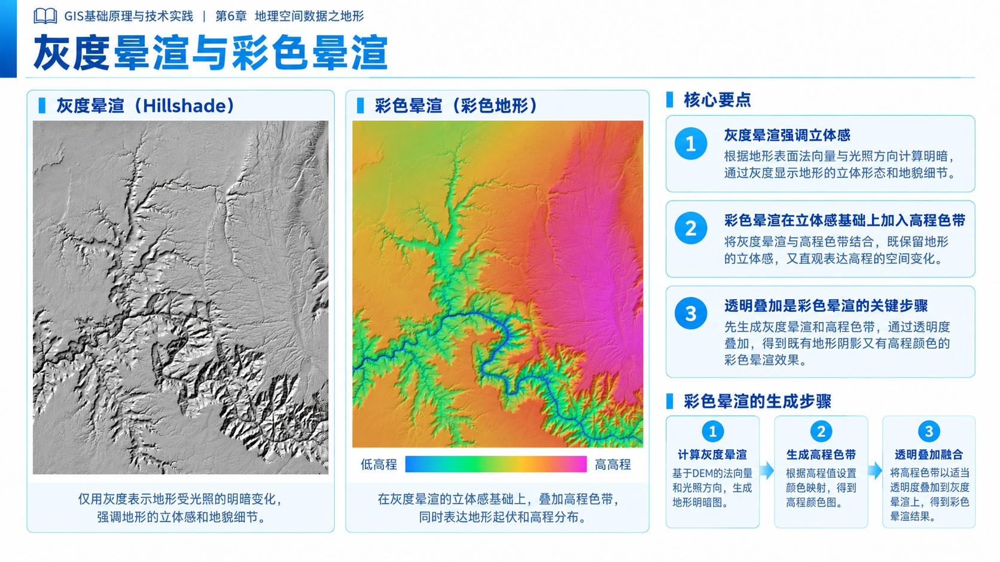 GIS基础原理与技术实践 | 第6章 地理空间数据之地形
灰度晕渲与彩色晕渲
灰度晕渲（Hillshade）
仅用灰度表示地形受光照的明暗变化，
强调地形的立体感和地貌细节。
彩色晕渲（彩色地形）
低高程
高高程
在灰度晕渲的立体感基础上，叠加高程色带，
同时表达地形起伏和高程分布。
核心要点
1
灰度晕渲强调立体感
根据地形表面法向量与光照方向计算明暗，
通过灰度显示地形的立体形态和地貌细节。
2
彩色晕渲在立体感基础上加入高程色带
将灰度晕渲与高程色带结合，既保留地形
的立体感，又直观表达高程的空间变化。
3
透明叠加是彩色晕渲的关键步骤
先生成灰度晕渲和高程色带，通过透明度
叠加，得到既有地形阴影又有高程颜色的
彩色晕渲效果。
彩色晕渲的生成步骤
1
计算灰度晕渲
基于DEM的法向量
和光照方向，生成
地形明暗图。
2
生成高程色带
根据高程值设置
颜色映射，得到
高程颜色图。
3
透明叠加融合
将高程色带以适当
透明度叠加到灰度
晕渲上，得到彩色
晕渲结果。